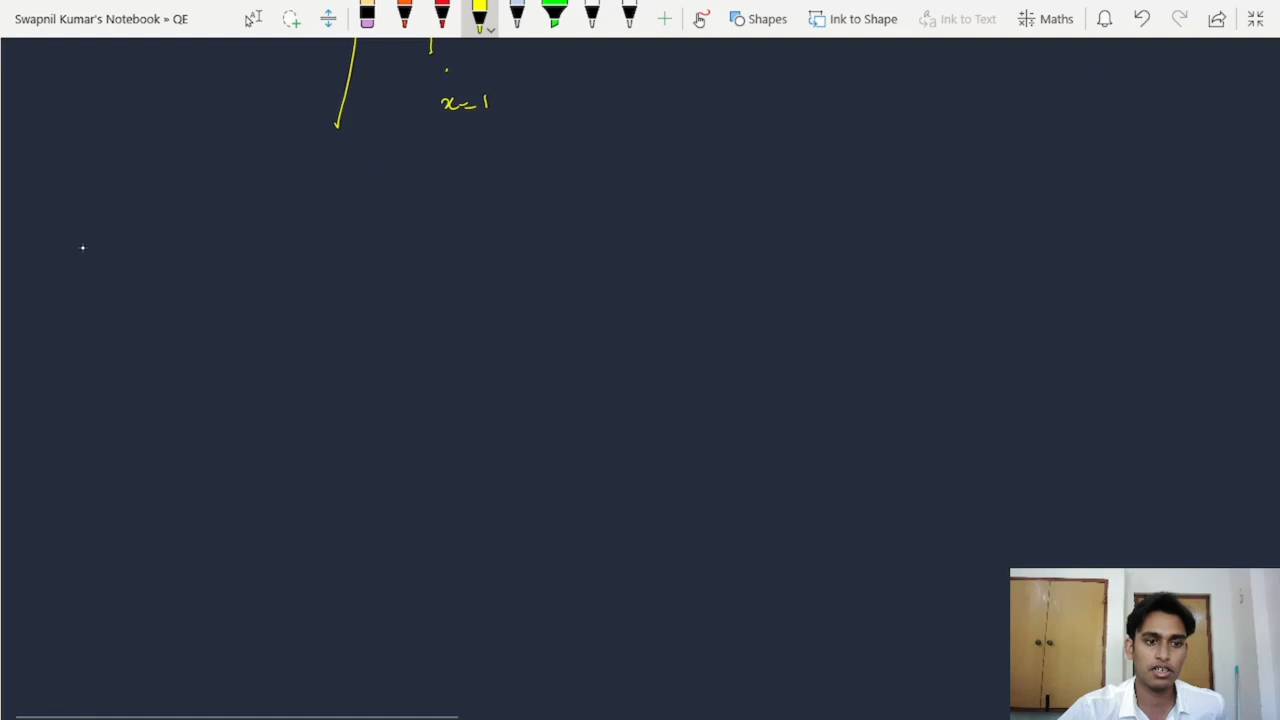 Swapnil Kumar's Notebook » QE
Shapes
Ink to Shape
Ink to Text
Maths
x=1